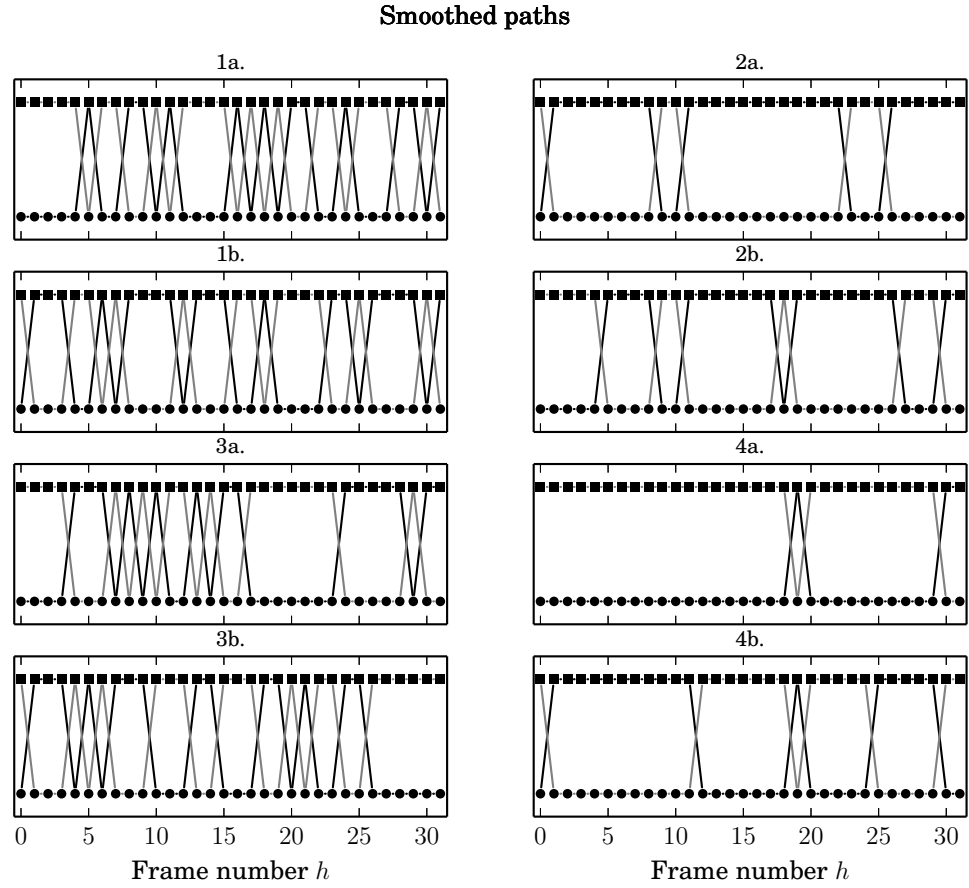 Smoothed paths
1a.
2a.
1b.
2b.
3a.
4a.
3b.
4b.
0 5 10 15 20 25 30
0 5 10 15 20 25 30
Frame number h
Frame number h